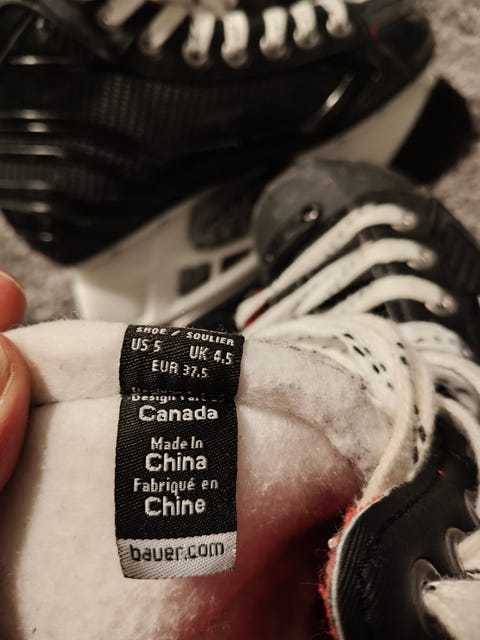 SHOE / SOULIER
US 5 UK 4.5
EUR 37.5
Canada
Made In
China
Fabriqué en
Chine
bauer.com